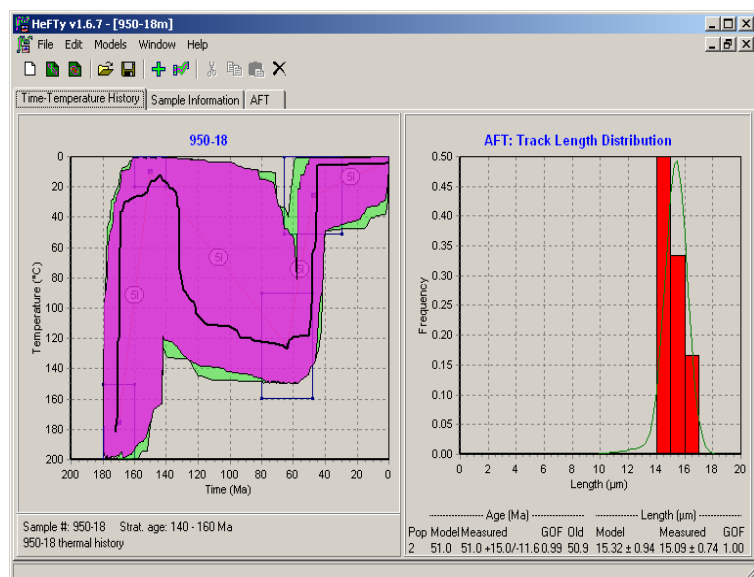 HeFTy v1.6.7 - [950-18m]
File Edit Models Window Help
Time-Temperature History Sample Information AFT
950-18
0
20
40
60
80
100
120
140
160
180
200
Temperature (°C)
SI SI SI SI
200 180 160 140 120 100 80 60 40 20 0
Time (Ma)
Sample #: 950-18 Strat. age: 140 - 160 Ma
950-18 thermal history
AFT: Track Length Distribution
0.50
0.45
0.40
0.35
0.30
0.25
0.20
0.15
0.10
0.05
0.00
Frequency
0 2 4 6 8 10 12 14 16 18 20
Length (µm)
--------------- Age (Ma) --------------- ---------- Length (µm) ----------
Pop Model Measured GOF Old Model Measured GOF
2 51.0 51.0 +15.0/-11.6 0.99 50.9 15.32 ± 0.94 15.09 ± 0.74 1.00